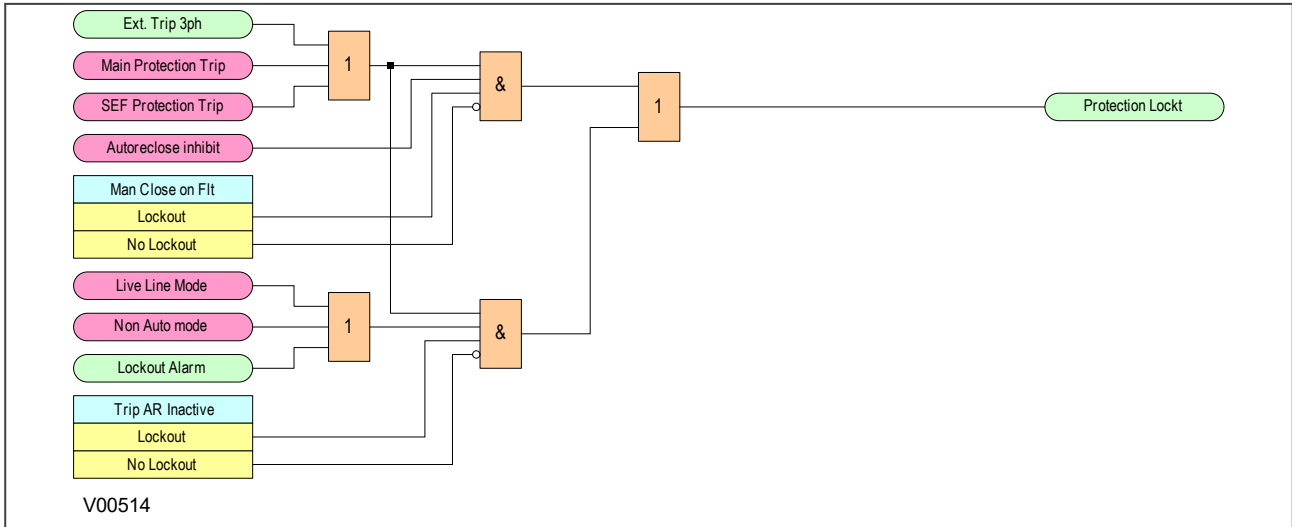 Ext. Trip 3ph
1
Main Protection Trip
SEF Protection Trip
&
1
Protection Lockt
Autoreclose inhibit
Man Close on Flt
Lockout
No Lockout
Live Line Mode
1
Non Auto mode
&
Lockout Alarm
Trip AR Inactive
Lockout
No Lockout
V00514